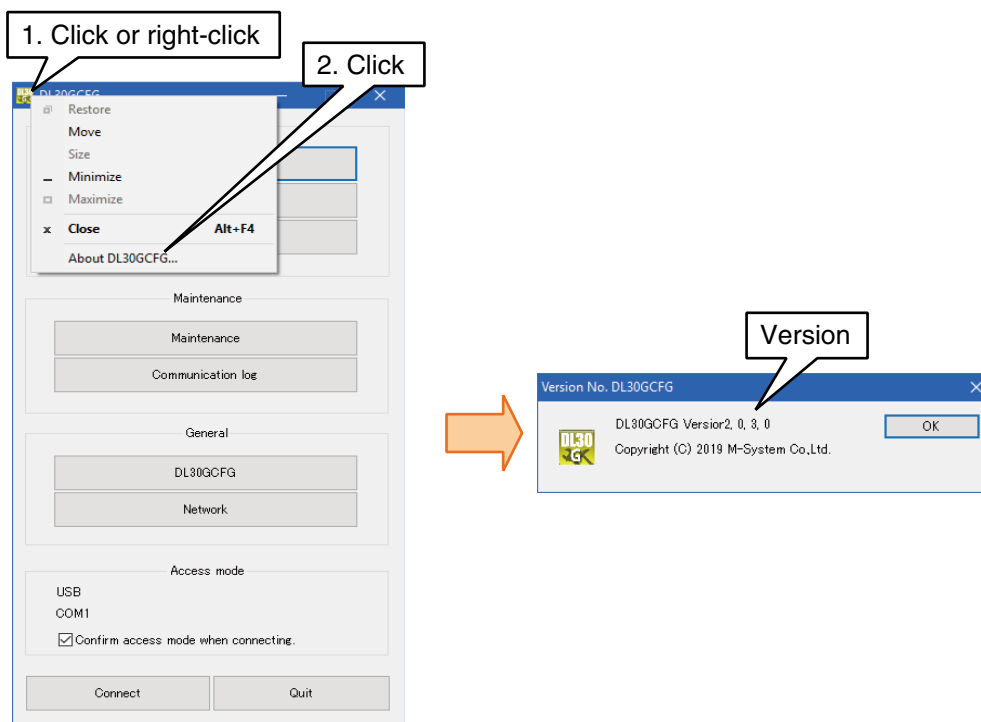 1. Click or right-click
2. Click
DL30GCFG
Restore
Move
Size
Minimize
Maximize
Close Alt+F4
About DL30GCFG...
Maintenance
Maintenance
Communication log
General
DL30GCFG
Network
Access mode
USB
COM1
Confirm access mode when connecting.
Connect Quit
Version
Version No. DL30GCFG
DL30
G
DL30GCFG Versior2, 0, 3, 0
OK
Copyright (C) 2019 M-System Co,Ltd.